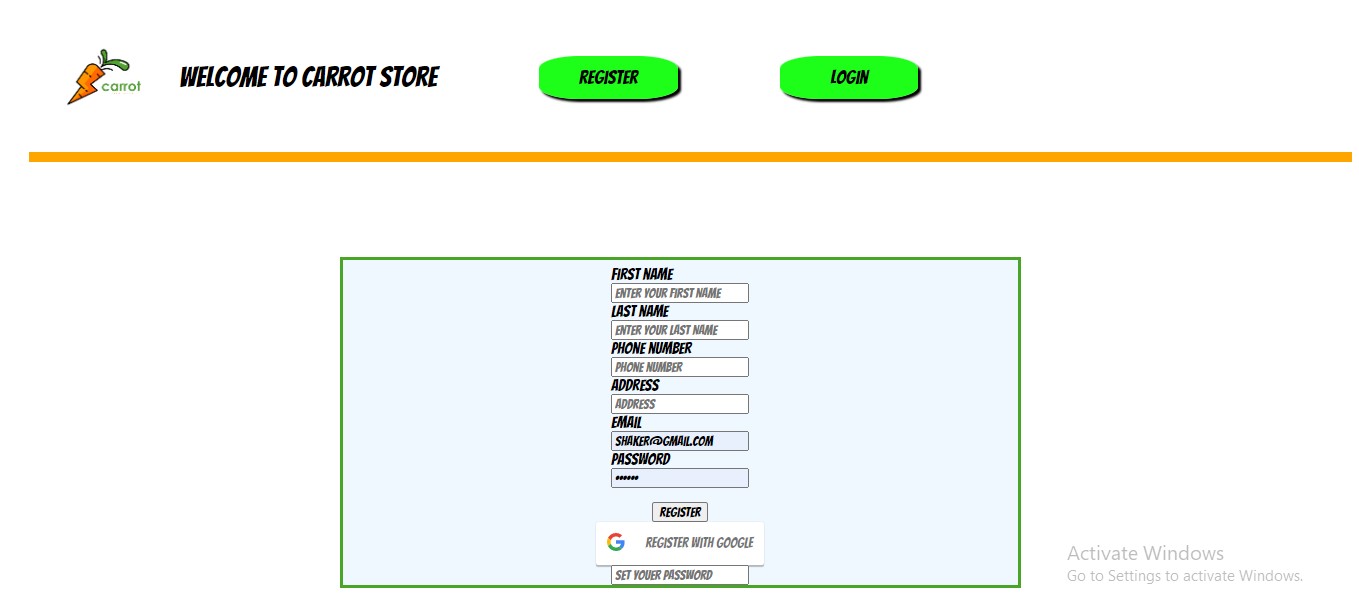 carrot
WELCOME TO CARROT STORE
REGISTER
LOGIN
FIRST NAME
ENTER YOUR FIRST NAME
LAST NAME
ENTER YOUR LAST NAME
PHONE NUMBER
PHONE NUMBER
ADDRESS
ADDRESS
EMAIL
SHAKER@GMAIL.COM
PASSWORD
••••••
REGISTER
G REGISTER WITH GOOGLE
SET YOUER PASSWORD
Activate Windows
Go to Settings to activate Windows.